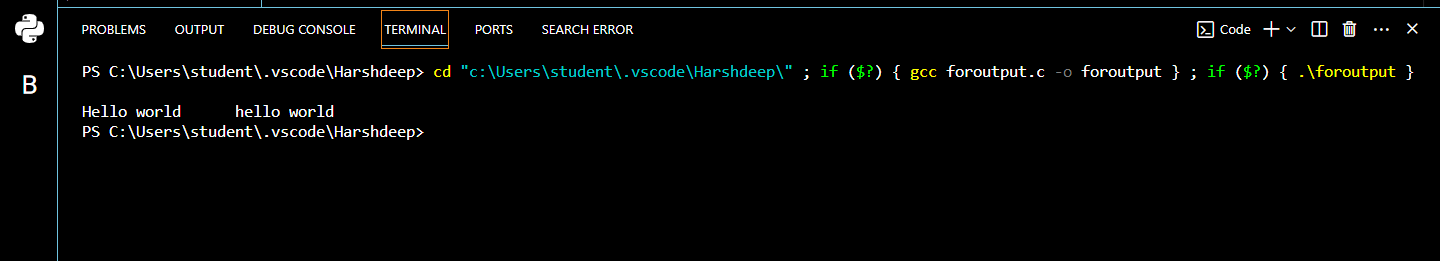 PROBLEMS OUTPUT DEBUG CONSOLE TERMINAL PORTS SEARCH ERROR Code
B
PS C:\Users\student\.vscode\Harshdeep> cd "c:\Users\student\.vscode\Harshdeep\" ; if ($?) { gcc foroutput.c -o foroutput } ; if ($?) { .\foroutput }
Hello world      hello world
PS C:\Users\student\.vscode\Harshdeep>